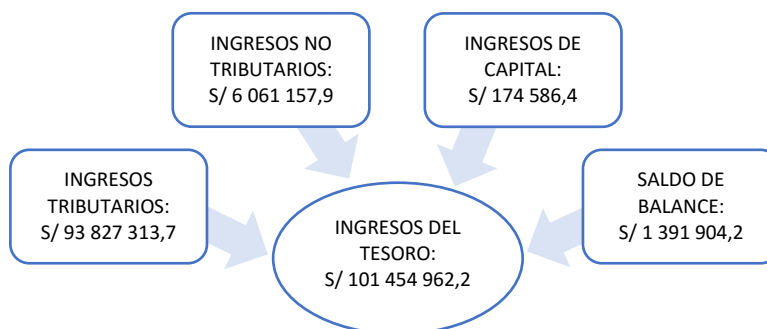 INGRESOS NO
TRIBUTARIOS:
S/ 6 061 157,9
INGRESOS DE
CAPITAL:
S/ 174 586,4
INGRESOS
TRIBUTARIOS:
S/ 93 827 313,7
INGRESOS DEL
TESORO:
S/ 101 454 962,2
SALDO DE
BALANCE:
S/ 1 391 904,2